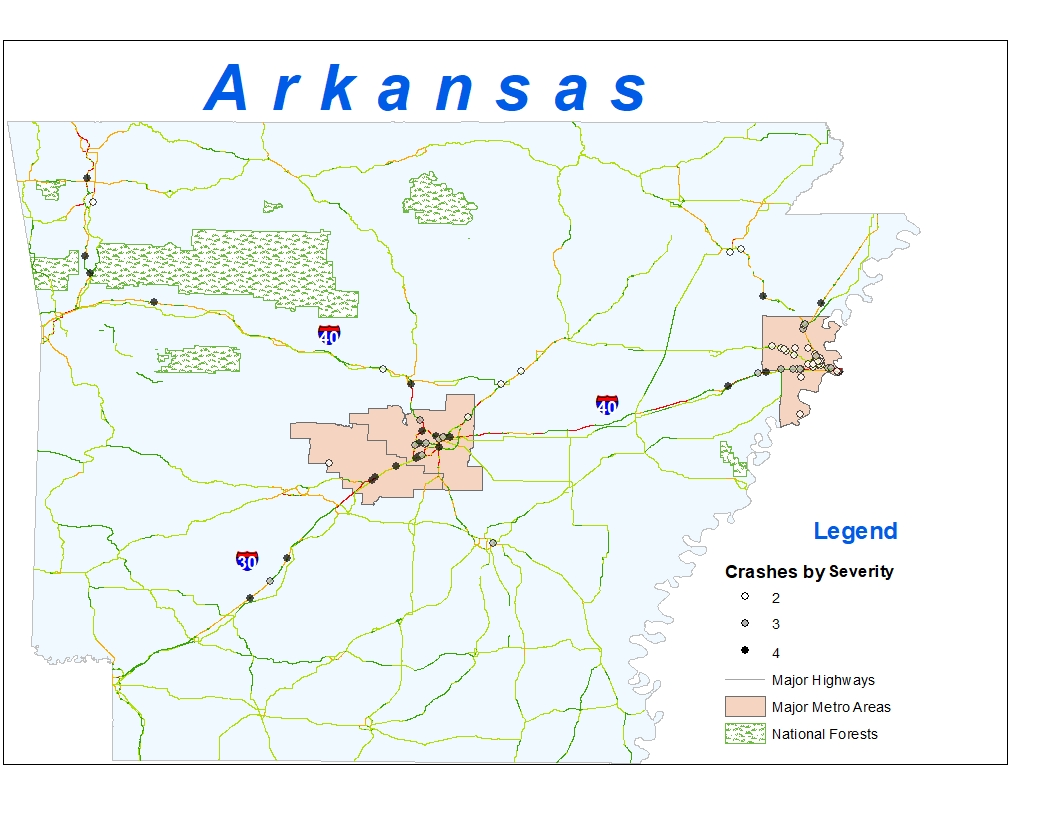 Arkansas
40
40
30
Legend
Crashes by Severity
2
3
4
Major Highways
Major Metro Areas
National Forests